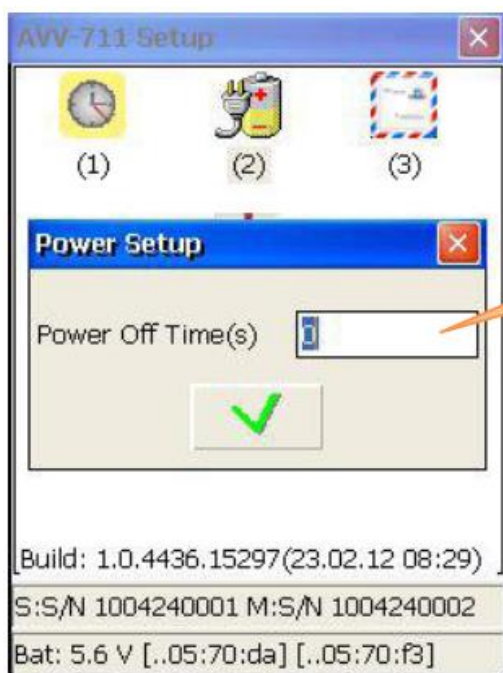 AVV-711 Setup
(1) (2) (3)
Power Setup
Power Off Time(s) 0
Build: 1.0.4436.15297(23.02.12 08:29)
S:S/N 1004240001 M:S/N 1004240002
Bat: 5.6 V [..05:70:da] [..05:70:f3]